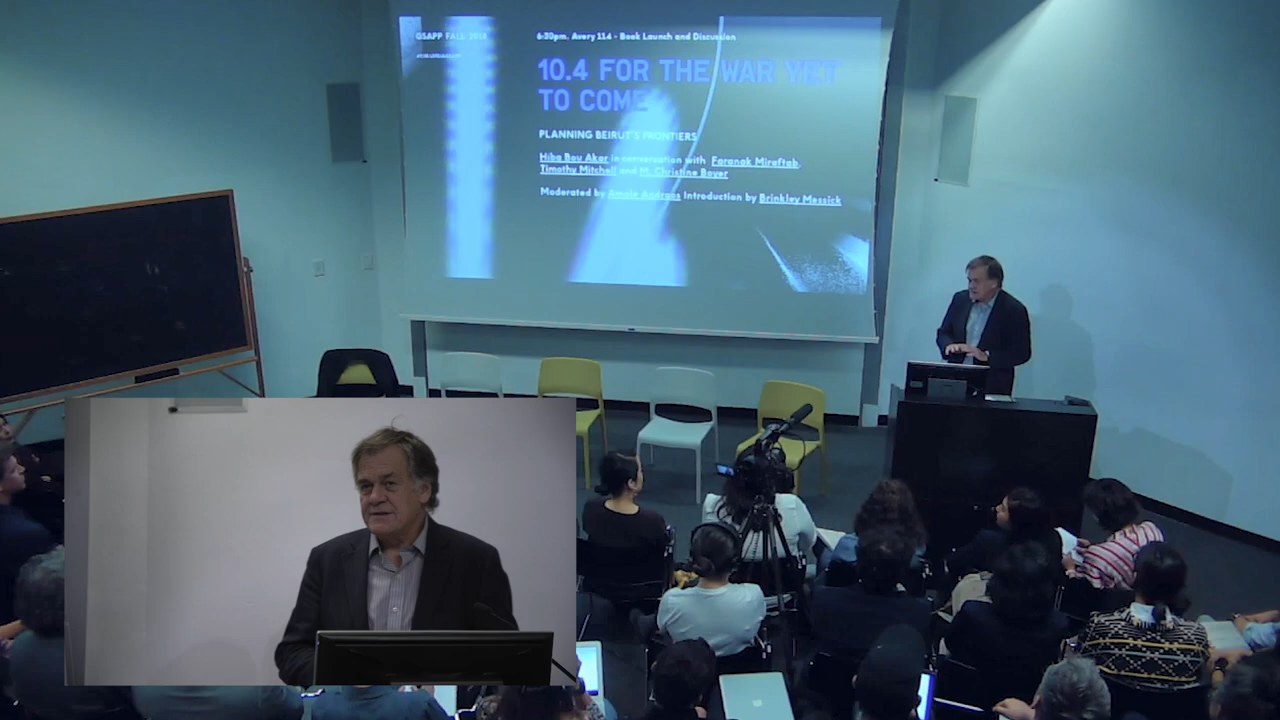 GSAPP FALL 2018
6:30pm, Avery 114 - Book Launch and Discussion
10.4 FOR THE WAR YET
TO COME
PLANNING BEIRUT'S FRONTIERS
Hiba Bou Akar in conversation with Faranak Miraftab,
Timothy Mitchell and M. Christine Boyer
Moderated by Amale Andraos Introduction by Brinkley Messick